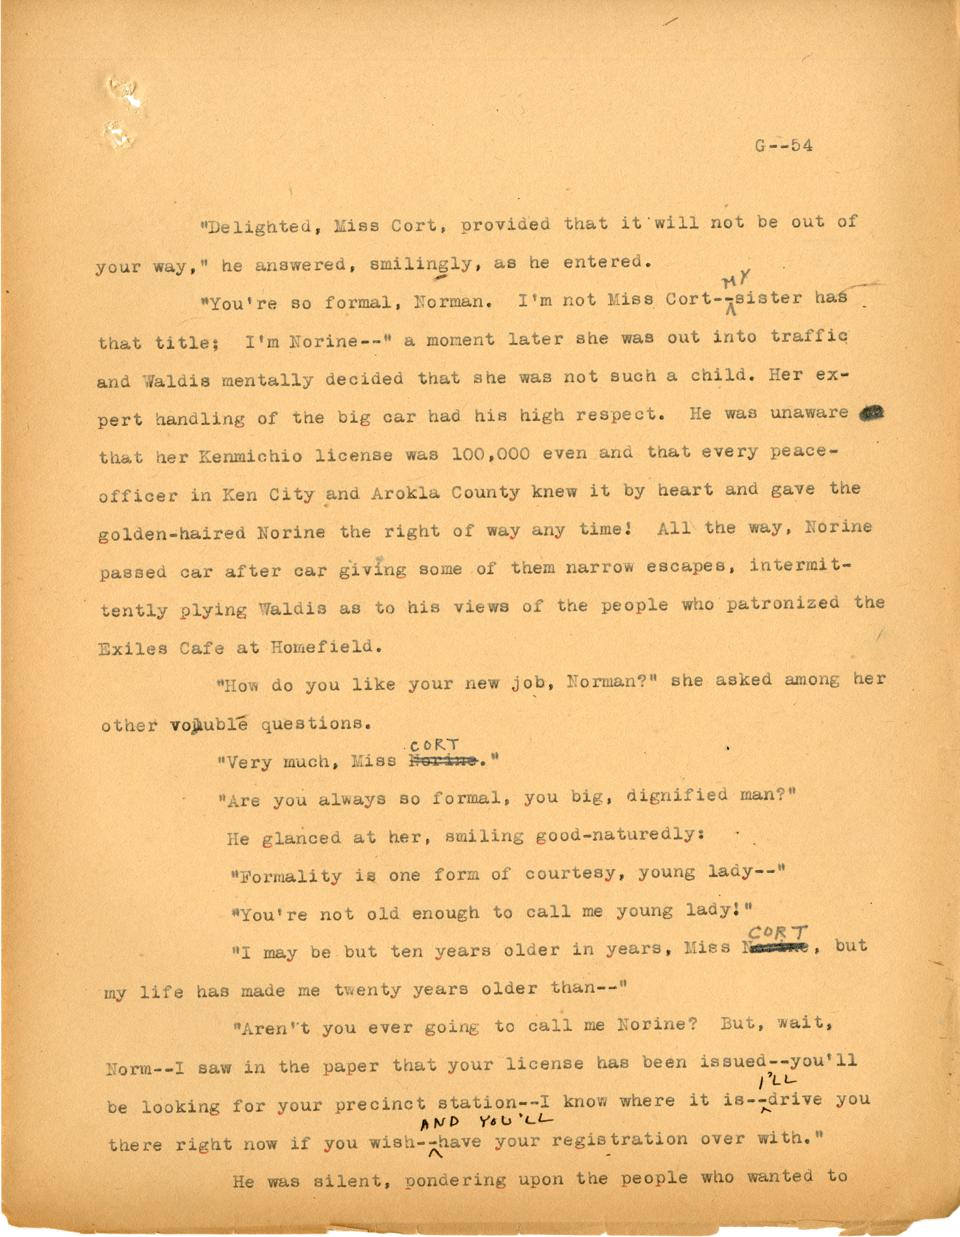 G--54
"Delighted, Miss Cort, provided that it will not be out of
your way," he answered, smilingly, as he entered.
MY
"You're so formal, Norman.  I'm not Miss Cort--sister has
that title;  I'm Norine--" a moment later she was out into traffic
and Waldis mentally decided that she was not such a child. Her ex-
pert handling of the big car had his high respect.  He was unaware
that her Kenmichio license was 100,000 even and that every peace-
officer in Ken City and Arokla County knew it by heart and gave the
golden-haired Norine the right of way any time!  All the way, Norine
passed car after car giving some of them narrow escapes, intermit-
tently plying Waldis as to his views of the people who patronized the
Exiles Cafe at Homefield.
"How do you like your new job, Norman?" she asked among her
other voluble questions.
CORT
"Very much, Miss Norine."
"Are you always so formal, you big, dignified man?"
He glanced at her, smiling good-naturedly:
"Formality is one form of courtesy, young lady--"
"You're not old enough to call me young lady!"
CORT
"I may be but ten years older in years, Miss Norine, but
my life has made me twenty years older than--"
"Aren't you ever going to call me Norine?  But, wait,
Norm--I saw in the paper that your license has been issued--you'll
I'LL
be looking for your precinct station--I know where it is--drive you
AND YOU'LL
there right now if you wish--have your registration over with."
He was silent, pondering upon the people who wanted to